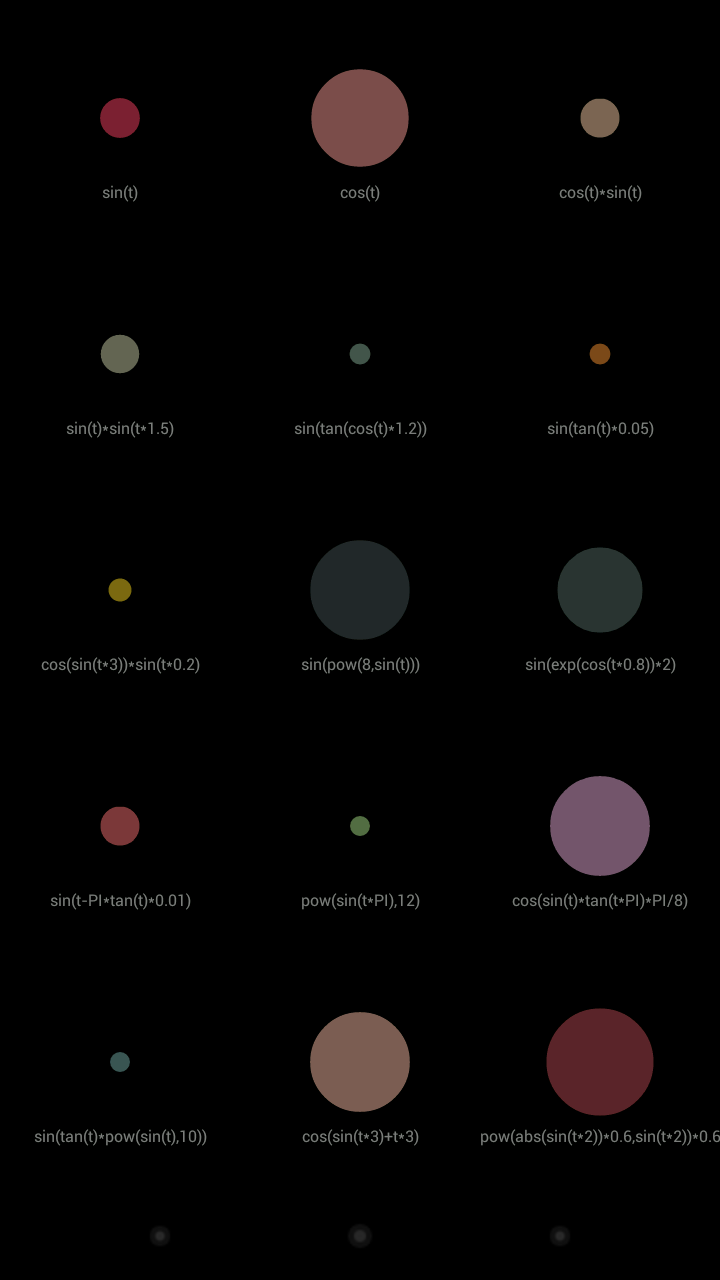 sin(t)
cos(t)
cos(t)*sin(t)
sin(t)*sin(t*1.5)
sin(tan(cos(t)*1.2))
sin(tan(t)*0.05)
cos(sin(t*3))*sin(t*0.2)
sin(pow(8,sin(t)))
sin(exp(cos(t*0.8))*2)
sin(t-PI*tan(t)*0.01)
pow(sin(t*PI),12)
cos(sin(t)*tan(t*PI)*PI/8)
sin(tan(t)*pow(sin(t),10))
cos(sin(t*3)+t*3)
pow(abs(sin(t*2))*0.6,sin(t*2))*0.6